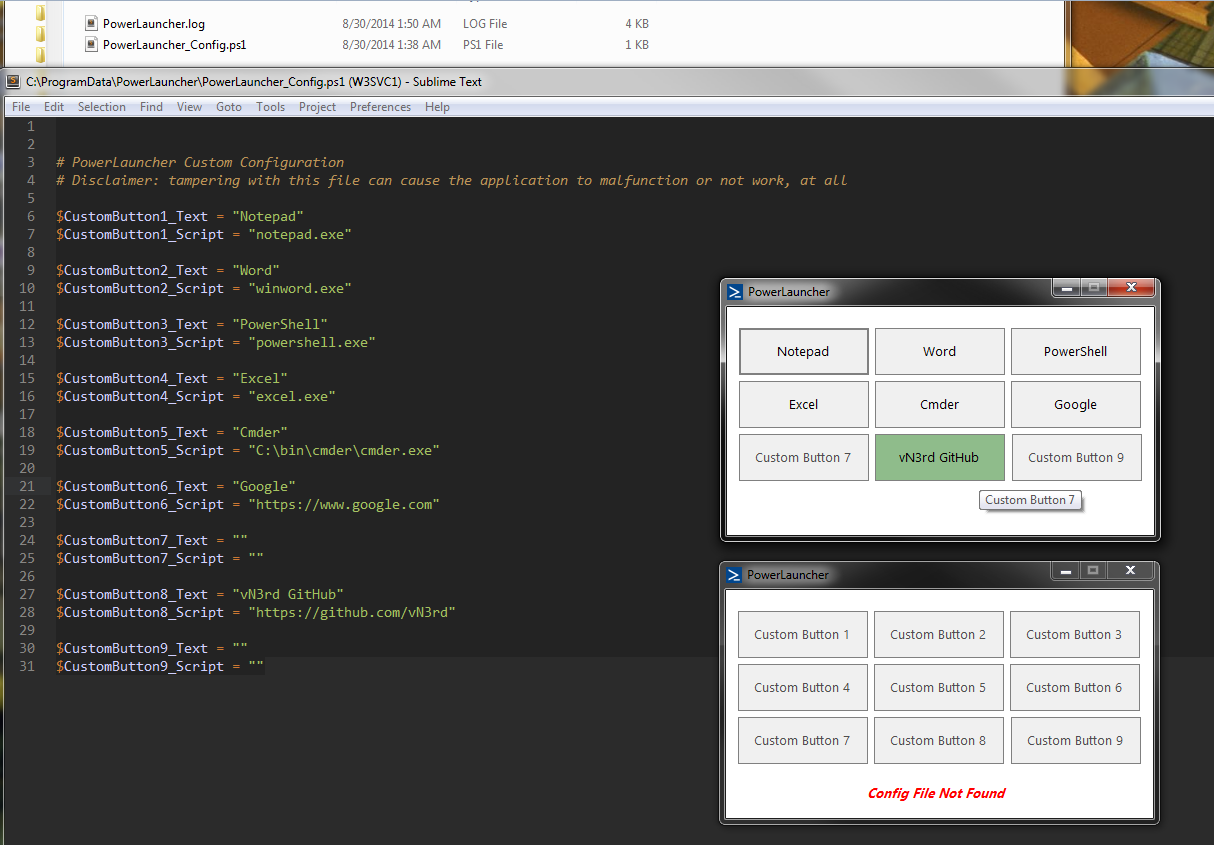 PowerLauncher.log 8/30/2014 1:50 AM LOG File 4 KB
PowerLauncher_Config.ps1 8/30/2014 1:38 AM PS1 File 1 KB
C:\ProgramData\PowerLauncher\PowerLauncher_Config.ps1 (W3SVC1) - Sublime Text
File Edit Selection Find View Goto Tools Project Preferences Help
1
2
3 # PowerLauncher Custom Configuration
4 # Disclaimer: tampering with this file can cause the application to malfunction or not work, at all
5
6 $CustomButton1_Text = "Notepad"
7 $CustomButton1_Script = "notepad.exe"
8
9 $CustomButton2_Text = "Word"
10 $CustomButton2_Script = "winword.exe"
11
12 $CustomButton3_Text = "PowerShell"
13 $CustomButton3_Script = "powershell.exe"
14
15 $CustomButton4_Text = "Excel"
16 $CustomButton4_Script = "excel.exe"
17
18 $CustomButton5_Text = "Cmder"
19 $CustomButton5_Script = "C:\bin\cmder\cmder.exe"
20
21 $CustomButton6_Text = "Google"
22 $CustomButton6_Script = "https://www.google.com"
23
24 $CustomButton7_Text = ""
25 $CustomButton7_Script = ""
26
27 $CustomButton8_Text = "vN3rd GitHub"
28 $CustomButton8_Script = "https://github.com/vN3rd"
29
30 $CustomButton9_Text = ""
31 $CustomButton9_Script = ""
PowerLauncher
Notepad Word PowerShell
Excel Cmder Google
Custom Button 7 vN3rd GitHub Custom Button 9
Custom Button 7
PowerLauncher
Custom Button 1 Custom Button 2 Custom Button 3
Custom Button 4 Custom Button 5 Custom Button 6
Custom Button 7 Custom Button 8 Custom Button 9
Config File Not Found